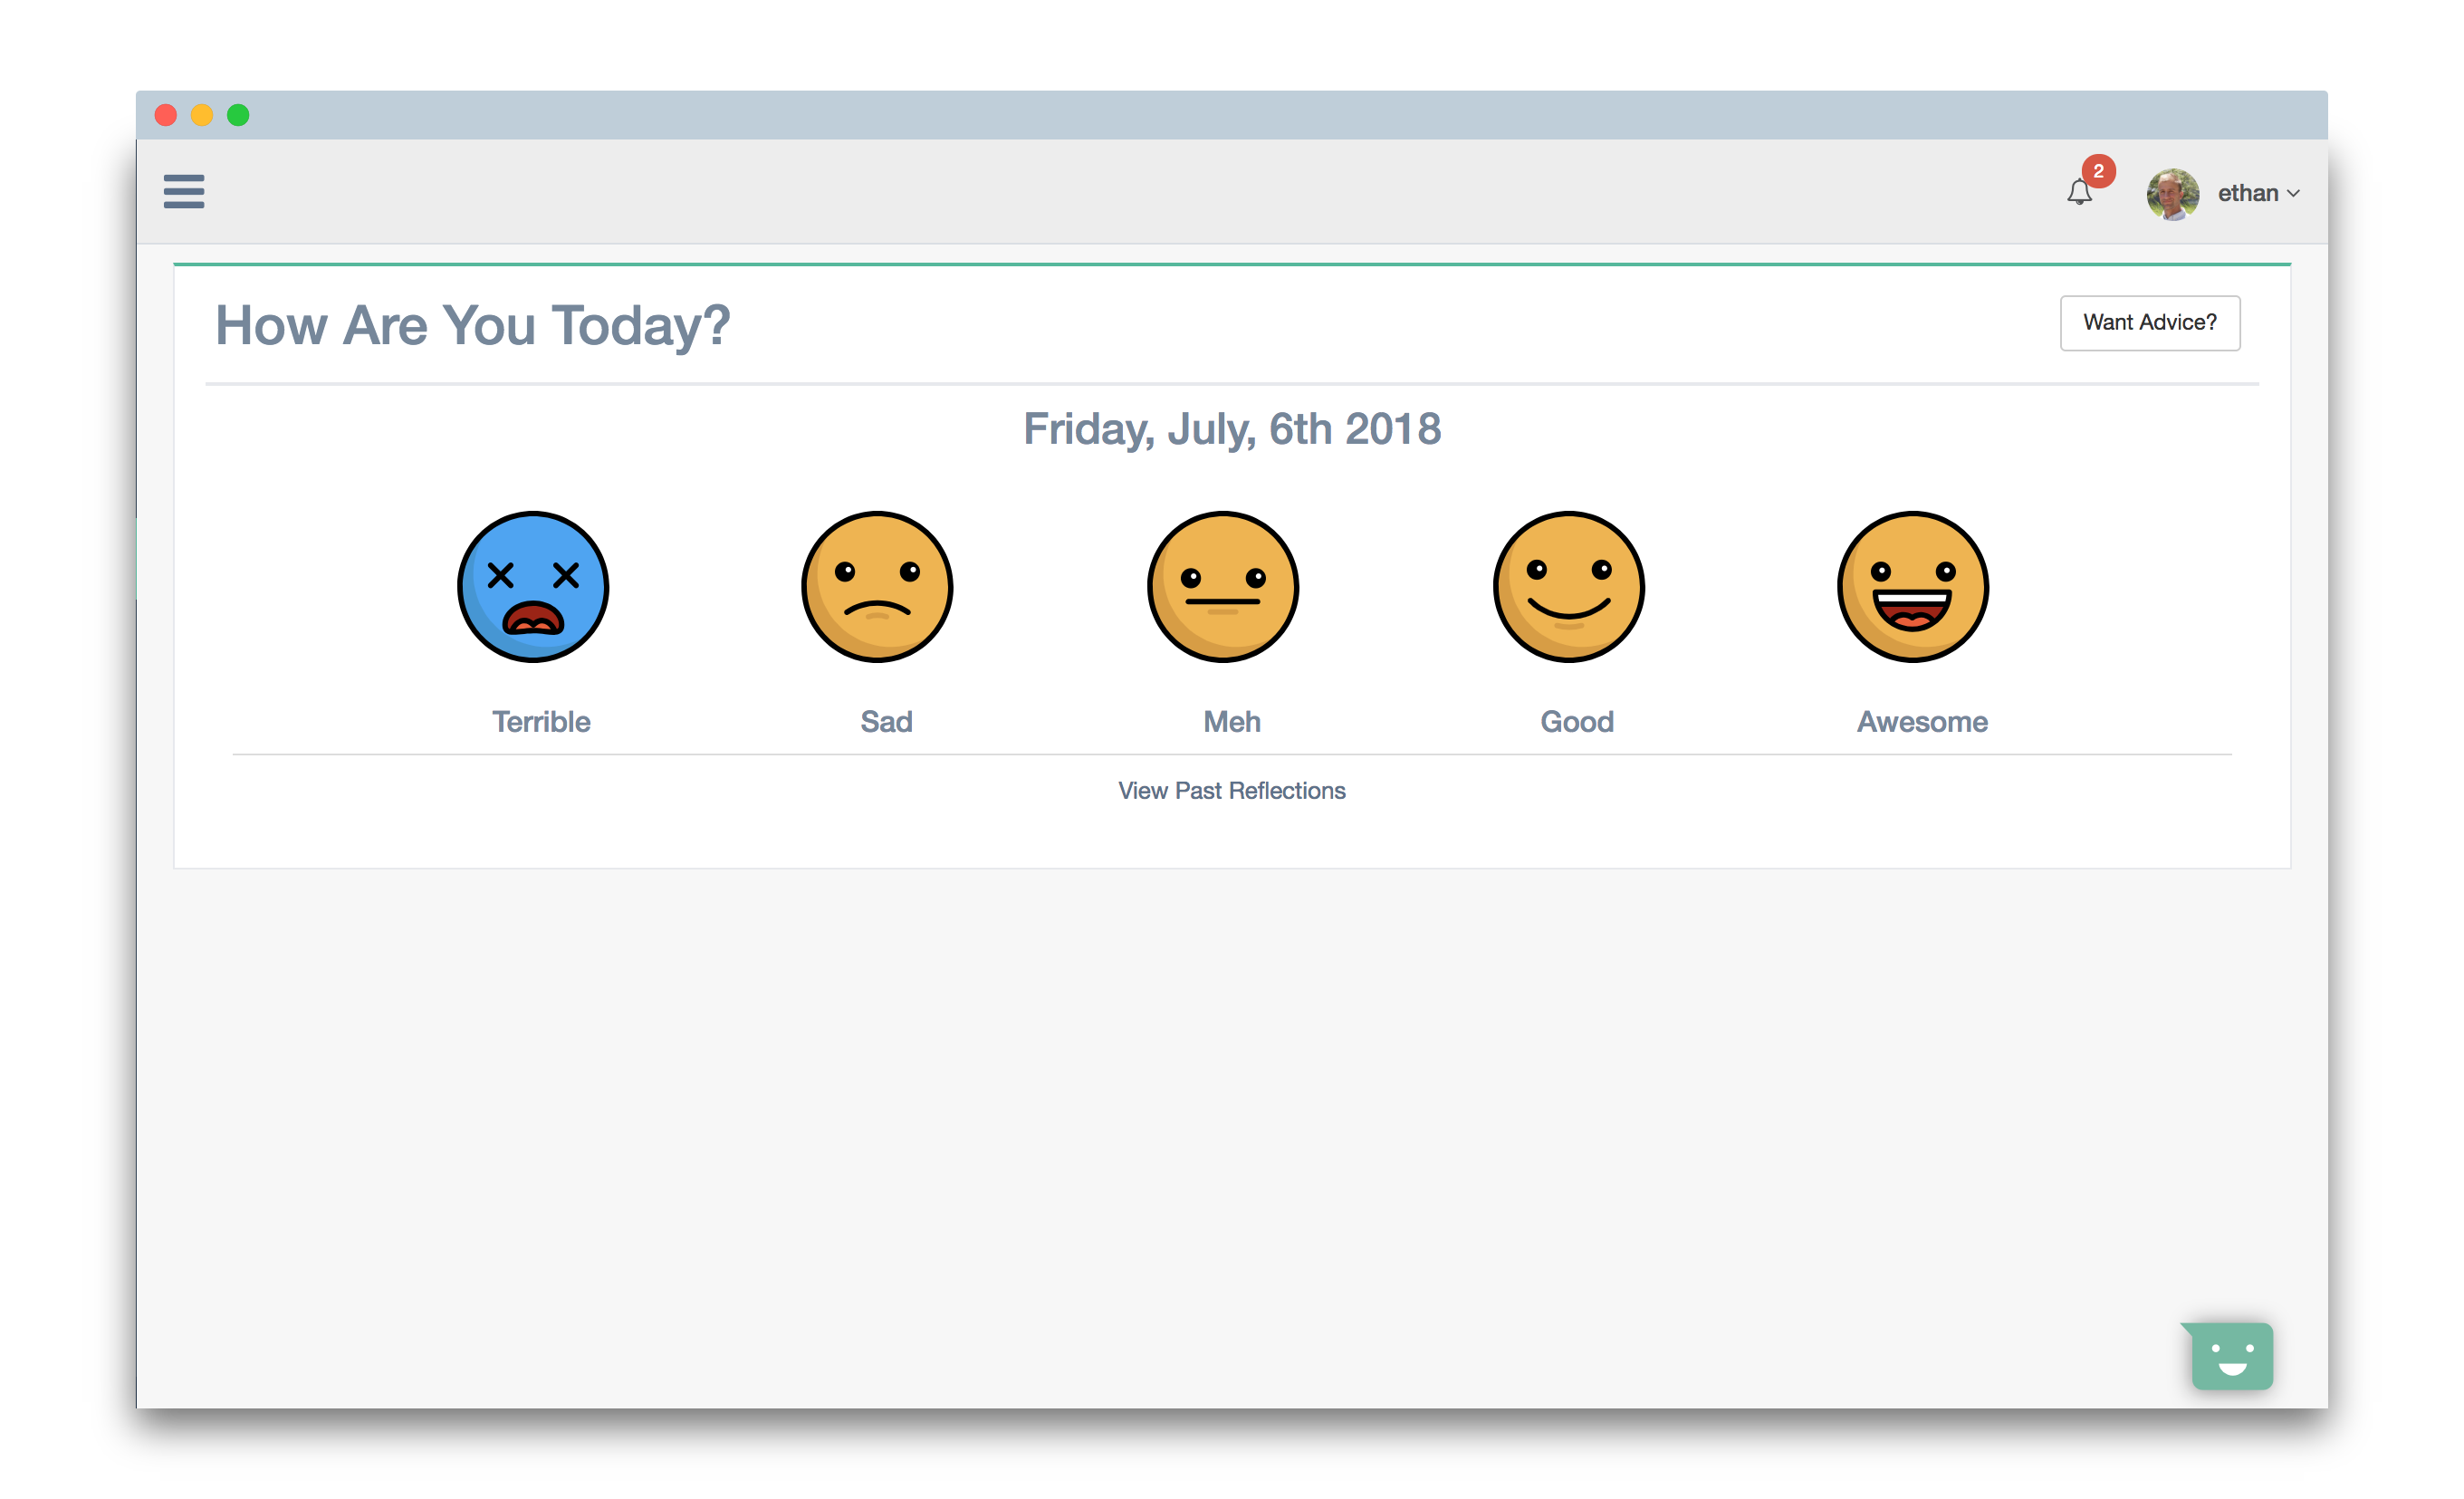 2
ethan
How Are You Today?
Want Advice?
Friday, July, 6th 2018
Terrible
Sad
Meh
Good
Awesome
View Past Reflections